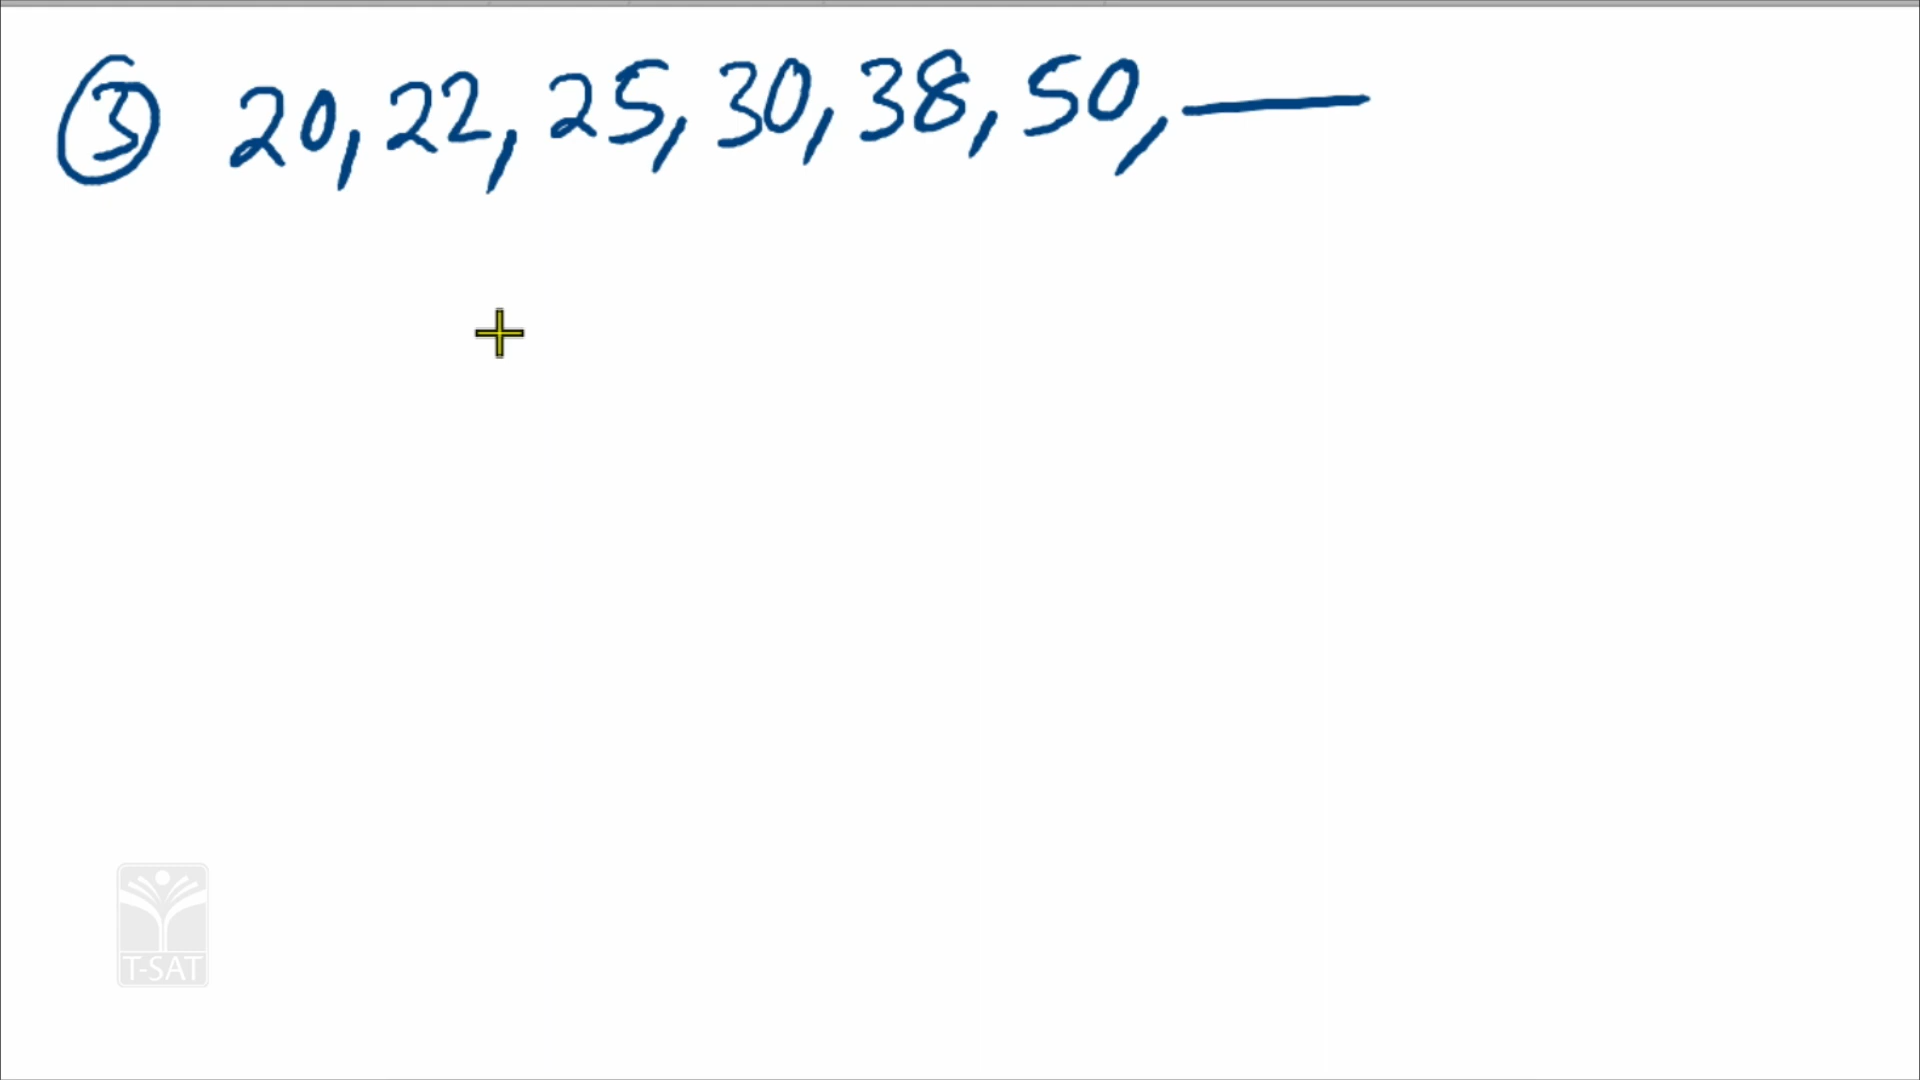 ③ 20, 22, 25, 30, 38, 50, ___
T-SAT